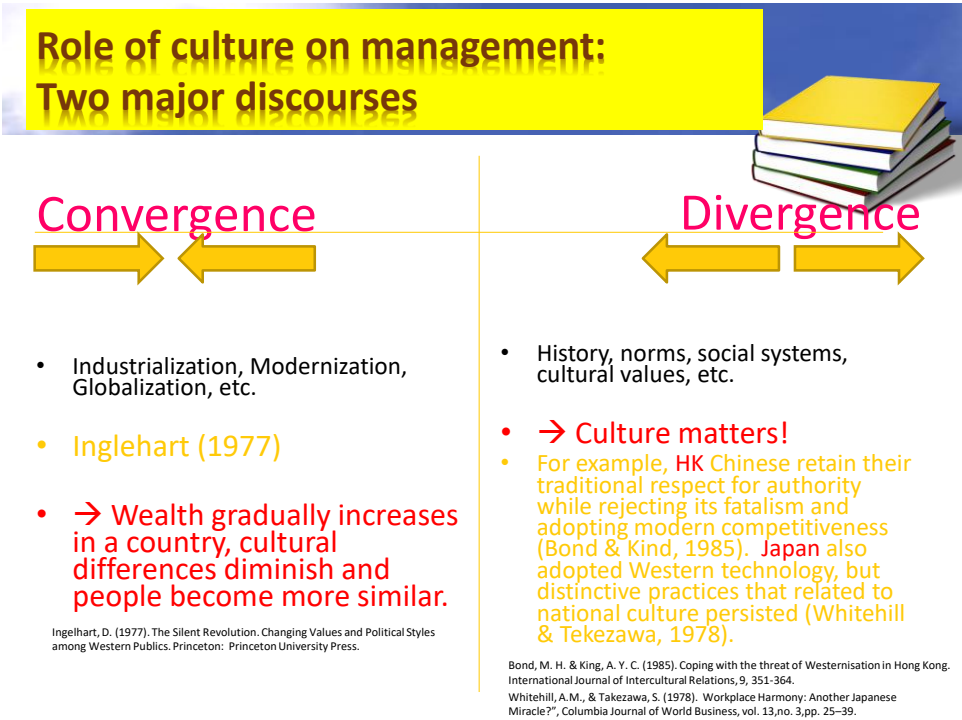 Role of culture on management:
Two major discourses
Convergence
• Industrialization, Modernization,
Globalization, etc.
• Inglehart (1977)
• → Wealth gradually increases
in a country, cultural
differences diminish and
people become more similar.
Ingelhart, D. (1977). The Silent Revolution. Changing Values and Political Styles
among Western Publics. Princeton: Princeton University Press.
Divergence
• History, norms, social systems,
cultural values, etc.
• → Culture matters!
• For example, HK Chinese retain their
traditional respect for authority
while rejecting its fatalism and
adopting modern competitiveness
(Bond & Kind, 1985). Japan also
adopted Western technology, but
distinctive practices that related to
national culture persisted (Whitehill
& Tekezawa, 1978).
Bond, M. H. & King, A. Y. C. (1985). Coping with the threat of Westernisation in Hong Kong.
International Journal of Intercultural Relations, 9, 351-364.
Whitehill, A.M., & Takezawa, S. (1978). Workplace Harmony: Another Japanese
Miracle?", Columbia Journal of World Business, vol. 13,no. 3,pp. 25–39.